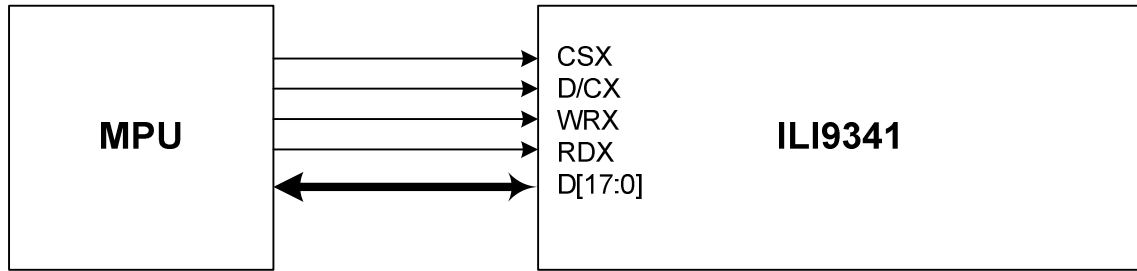 MPU
CSX
D/CX
WRX
RDX
D[17:0]
ILI9341